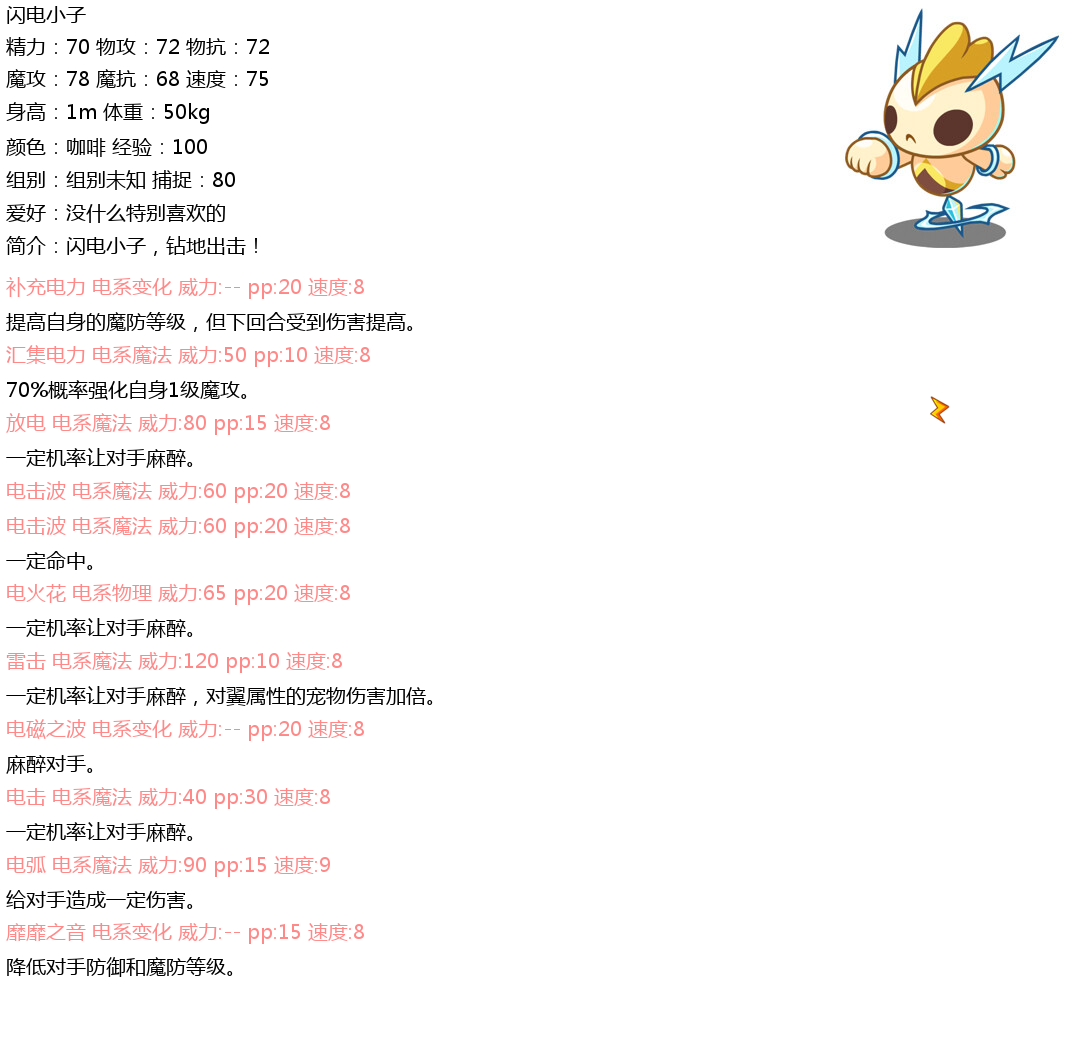 闪电小子
精力：70 物攻：72 物抗：72
魔攻：78 魔抗：68 速度：75
身高：1m 体重：50kg
颜色：咖啡 经验：100
组别：组别未知 捕捉：80
爱好：没什么特别喜欢的
简介：闪电小子，钻地出击！
补充电力 电系变化 威力:-- pp:20 速度:8
提高自身的魔防等级，但下回合受到伤害提高。
汇集电力 电系魔法 威力:50 pp:10 速度:8
70%概率强化自身1级魔攻。
放电 电系魔法 威力:80 pp:15 速度:8
一定机率让对手麻醉。
电击波 电系魔法 威力:60 pp:20 速度:8
电击波 电系魔法 威力:60 pp:20 速度:8
一定命中。
电火花 电系物理 威力:65 pp:20 速度:8
一定机率让对手麻醉。
雷击 电系魔法 威力:120 pp:10 速度:8
一定机率让对手麻醉，对翼属性的宠物伤害加倍。
电磁之波 电系变化 威力:-- pp:20 速度:8
麻醉对手。
电击 电系魔法 威力:40 pp:30 速度:8
一定机率让对手麻醉。
电弧 电系魔法 威力:90 pp:15 速度:9
给对手造成一定伤害。
靡靡之音 电系变化 威力:-- pp:15 速度:8
降低对手防御和魔防等级。